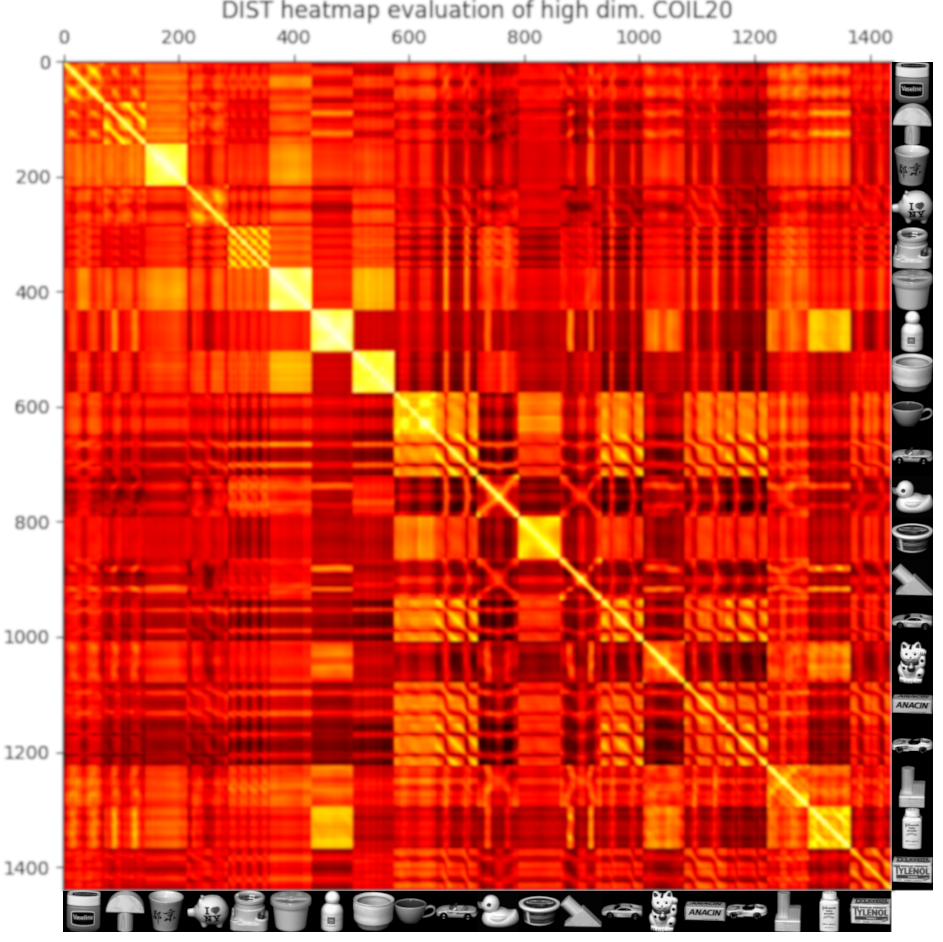 DIST heatmap evaluation of high dim. COIL20
0 200 400 600 800 1000 1200 1400
0
200
400
600
800
1000
1200
1400
Vaseline
I
NY
ANACIN
TYLENOL
Vaseline
I
NY
ANACIN
TYLENOL